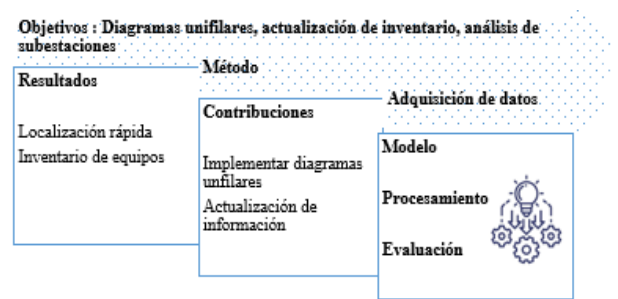 Objetivos : Diagramas unifilares, actualización de inventario, análisis de
subestaciones
Resultados
Localización rápida
Inventario de equipos
Método
Contribuciones
Implementar diagramas
unfilares
Actualización de
información
Adquisición de datos
Modelo
Procesamiento
Evaluación